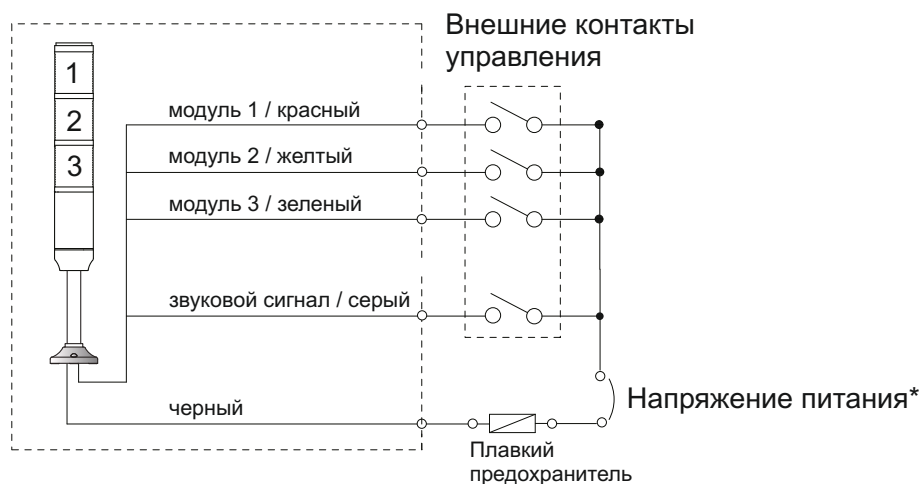 Внешние контакты
управления
1
2
3
модуль 1 / красный
модуль 2 / желтый
модуль 3 / зеленый
звуковой сигнал / серый
черный
Напряжение питания*
Плавкий
предохранитель